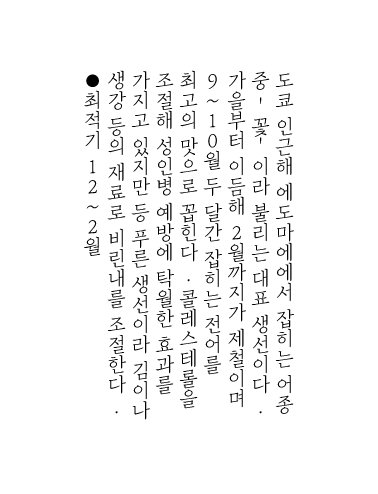 도쿄 인근해 에도마에에서 잡히는 어종
중 - 꽃 - 이라 불리는 대표 생선이다 .
가을부터 이듬해 2월까지가 제철이며
9~10월 두 달간 잡히는 전어를
최고의 맛으로 꼽힌다 . 콜레스테롤을
조절해 성인병 예방에 탁월한 효과를
가지고 있지만 등 푸른 생선이라 김이나
생강 등의 재료로 비린내를 조절한다 .
●최적기 12~2월